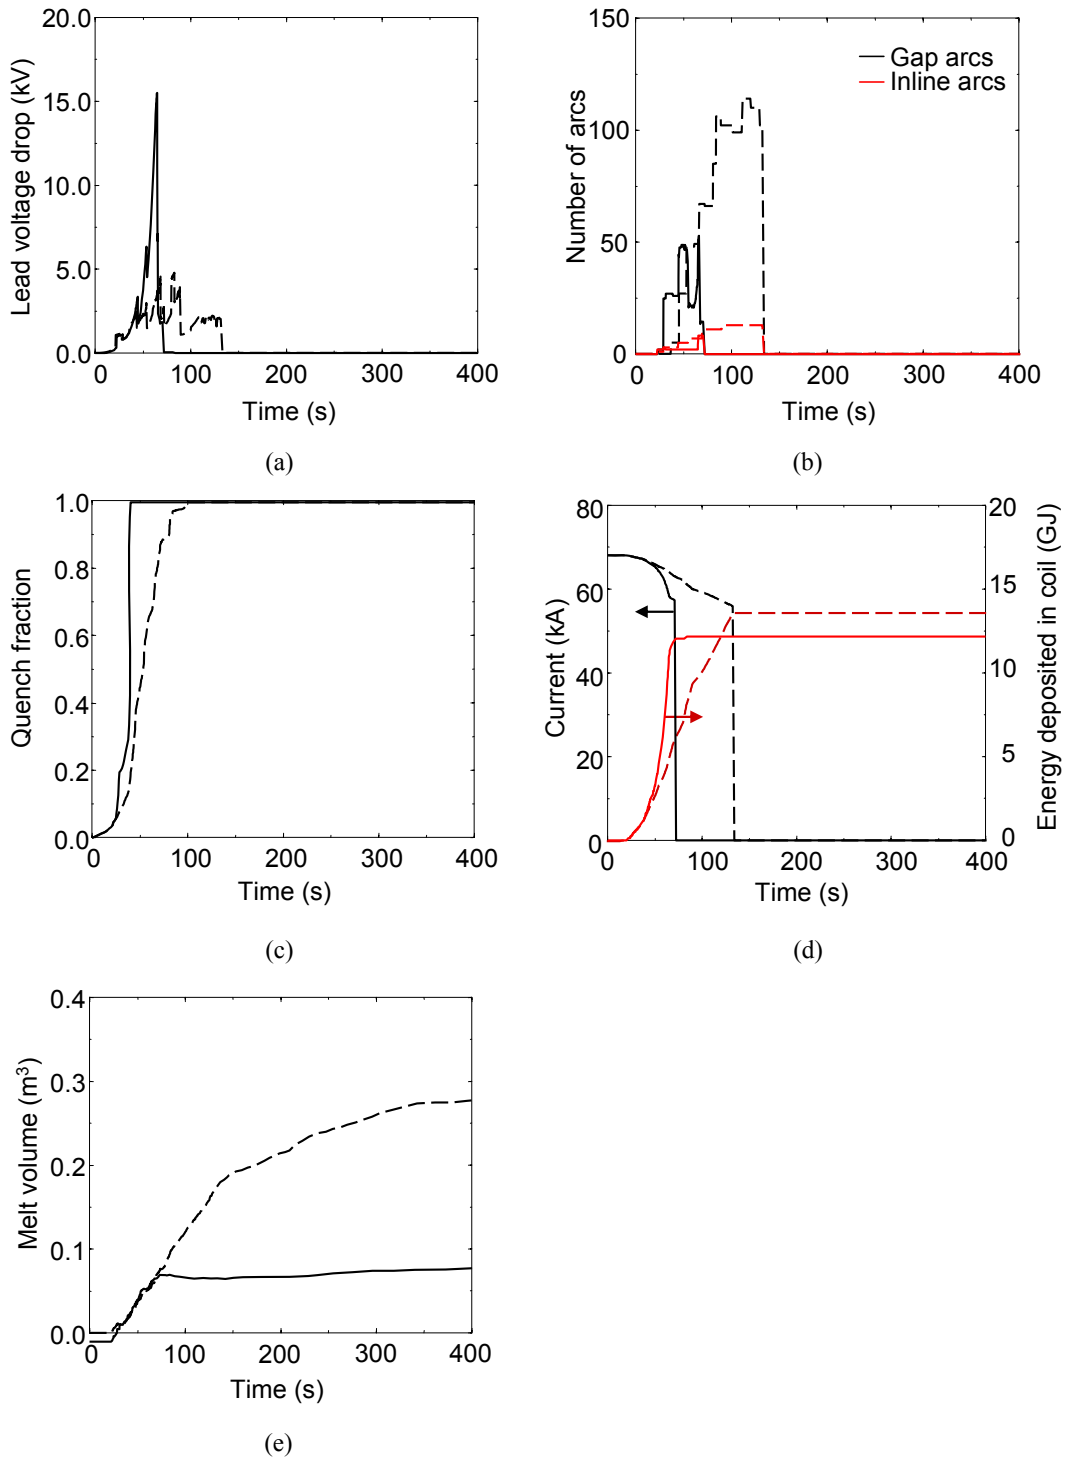 Lead voltage drop (kV)
20.0
15.0
10.0
5.0
0.0
0 100 200 300 400
Time (s)
(a)
Number of arcs
150
100
50
0
Gap arcs
Inline arcs
0 100 200 300 400
Time (s)
(b)
Quench fraction
1.0
0.8
0.6
0.4
0.2
0.0
0 100 200 300 400
Time (s)
(c)
Current (kA)
80
60
40
20
0
20
15
10
5
0
Energy deposited in coil (GJ)
0 100 200 300 400
Time (s)
(d)
Melt volume (m³)
0.4
0.3
0.2
0.1
0.0
0 100 200 300 400
Time (s)
(e)